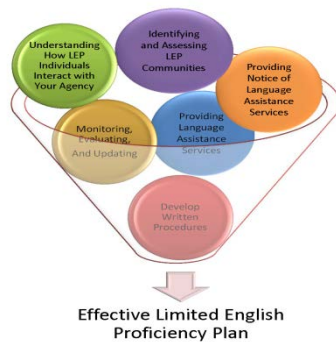 Understanding
How LEP
Individuals
Interact with
Your Agency
Identifying
and Assessing
LEP
Communities
Providing
Notice of
Language
Assistance
Services
Monitoring,
Evaluating,
And Updating
Providing
Language
Assistance
Services
Develop
Written
Procedures
Effective Limited English
Proficiency Plan